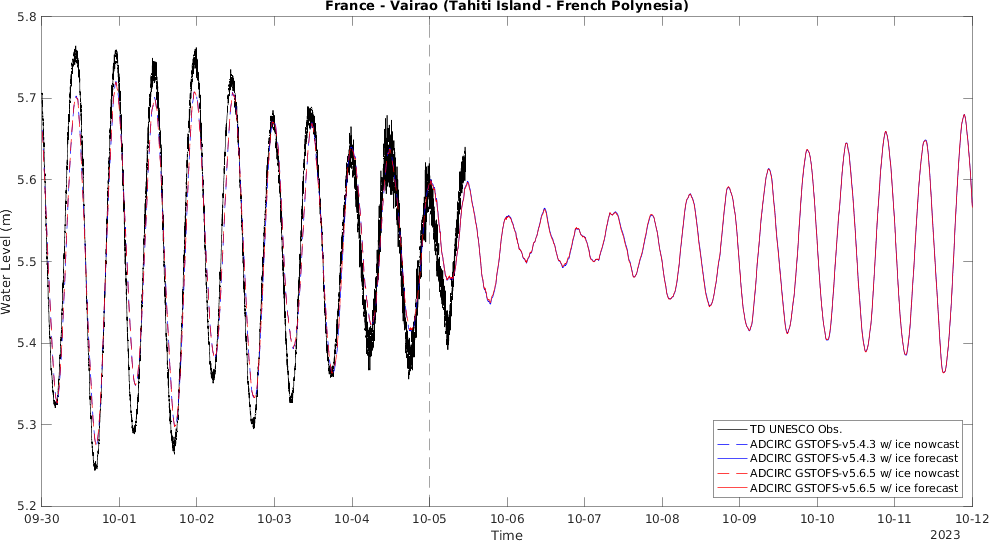 France - Vairao (Tahiti Island - French Polynesia)
5.8
5.7
5.6
5.5
5.4
5.3
5.2
Water Level (m)
TD UNESCO Obs.
ADCIRC GSTOFS-v5.4.3 w/ ice nowcast
ADCIRC GSTOFS-v5.4.3 w/ ice forecast
ADCIRC GSTOFS-v5.6.5 w/ ice nowcast
ADCIRC GSTOFS-v5.6.5 w/ ice forecast
09-30 10-01 10-02 10-03 10-04 10-05 10-06 10-07 10-08 10-09 10-10 10-11 10-12
Time
2023